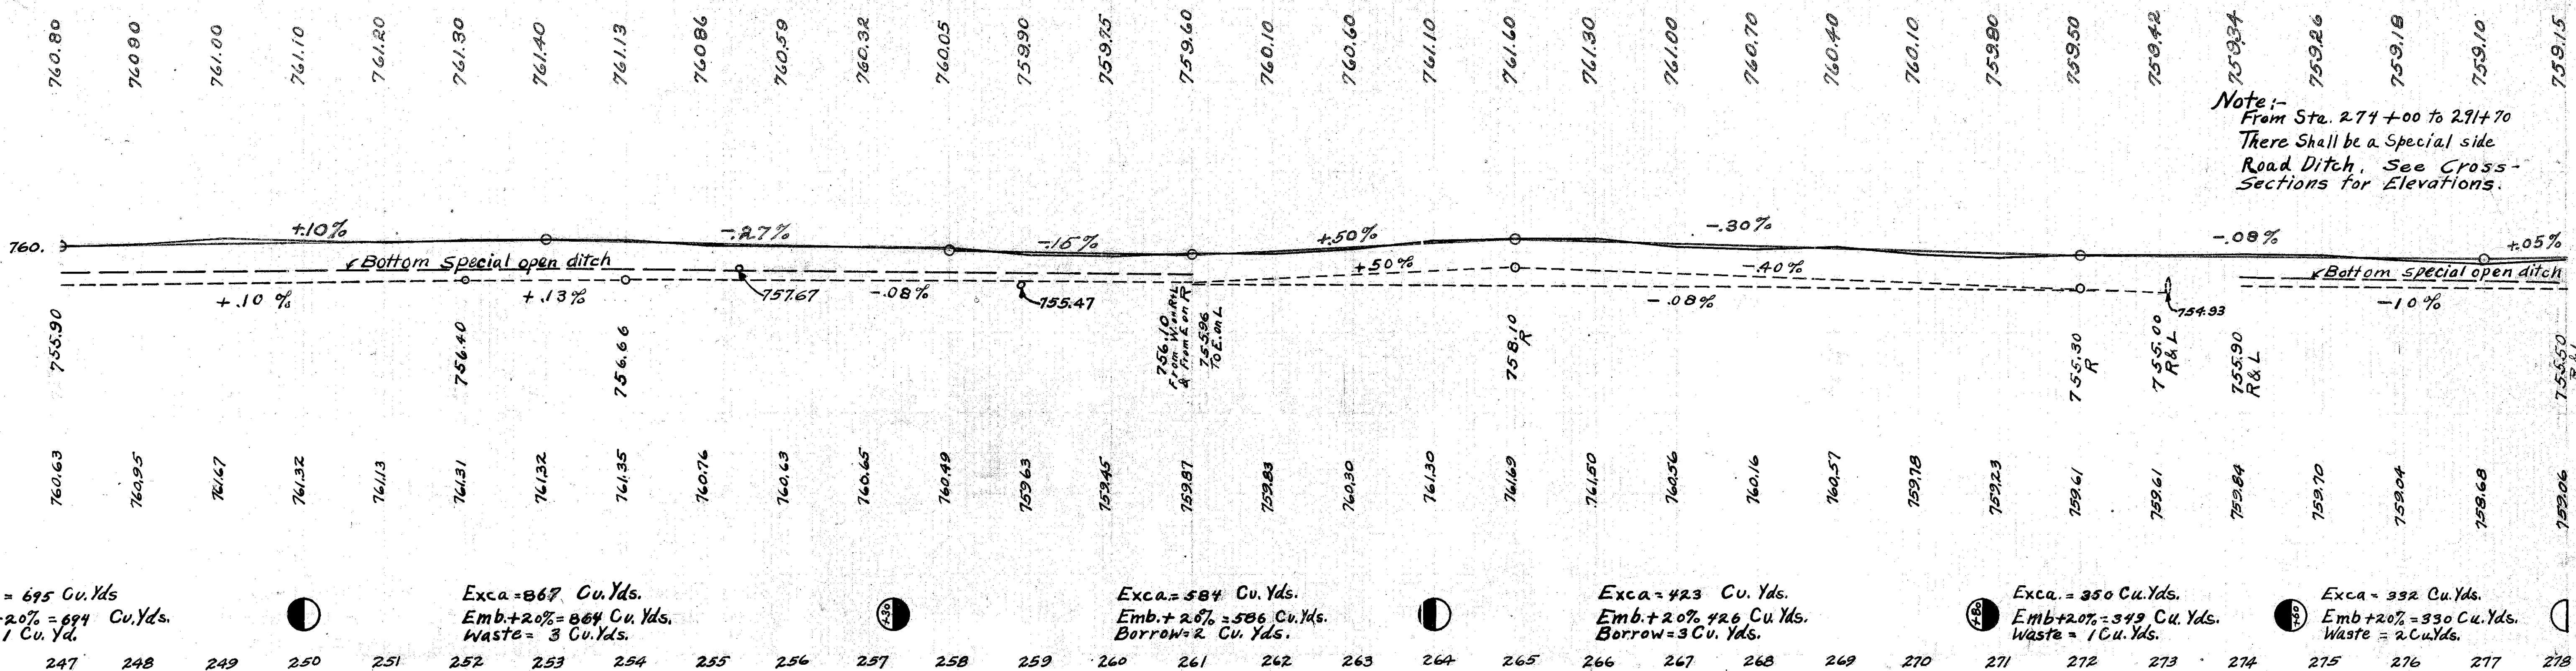 760.80 760.90 761.00 761.10 761.20 761.30 761.40 761.13 760.86 760.59 760.32 760.05 759.90 759.75 759.60 760.10 760.60 761.10 761.60 761.30 761.00 760.70 760.40 760.10 759.80 759.50 759.42 759.34 759.26 759.18 759.10 759.15
Note:-
From Sta. 274+00 to 291+70
There Shall be a Special side
Road Ditch. See Cross-
Sections for Elevations.
760. +.10% -.27% -.15% +.50% -.30% -.08% +.05%
Bottom special open ditch +.50% -.40% Bottom special open ditch
+.10% +.13% 757.67 -.08% 755.47 -.08% 754.93 -.10%
755.90
756.40
756.66
756.10
From W. on R+L
& From E on R
755.96
To E. on L
758.10
R
755.30
R
755.00
R & L
755.90
R & L
755.50
760.63 760.95 761.67 761.32 761.13 761.31 761.32 761.35 760.76 760.63 760.65 760.49 759.63 759.45 759.87 759.83 760.30 761.30 761.69 761.50 760.56 760.16 760.57 759.78 759.23 759.61 759.61 759.84 759.70 759.04 758.68 759.06
= 695 Cu.Yds
+20% = 694 Cu.Yds.
1 Cu. Yd.
Exca = 867 Cu.Yds.
Emb.+20% = 864 Cu.Yds.
Waste = 3 Cu.Yds.
+30
Exca. = 584 Cu.Yds.
Emb.+20% = 586 Cu.Yds.
Borrow = 2 Cu. Yds.
Exca = 423 Cu.Yds.
Emb.+20% 426 Cu.Yds.
Borrow = 3 Cu. Yds.
+80
Exca. = 350 Cu.Yds.
Emb+20% = 349 Cu.Yds.
Waste = 1 Cu.Yds.
+60
Exca = 332 Cu.Yds.
Emb +20% = 330 Cu.Yds.
Waste = 2 Cu.Yds.
247 248 249 250 251 252 253 254 255 256 257 258 259 260 261 262 263 264 265 266 267 268 269 270 271 272 273 274 275 276 277 278